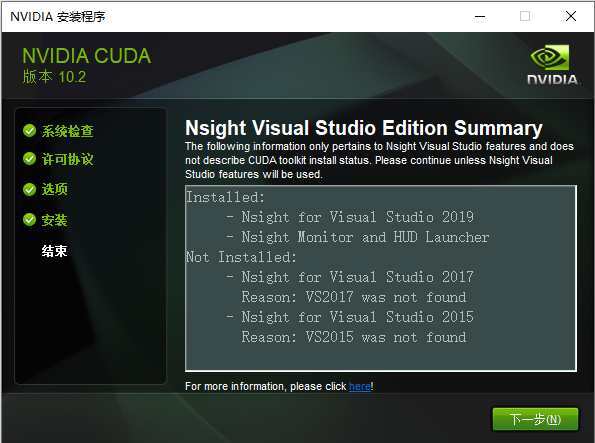 NVIDIA 安装程序
NVIDIA CUDA
版本 10.2
NVIDIA.
系统检查
许可协议
选项
安装
结束
Nsight Visual Studio Edition Summary
The following information only pertains to Nsight Visual Studio features and does
not describe CUDA toolkit install status. Please continue unless Nsight Visual
Studio features will be used.
Installed:
- Nsight for Visual Studio 2019
- Nsight Monitor and HUD Launcher
Not Installed:
- Nsight for Visual Studio 2017
Reason: VS2017 was not found
- Nsight for Visual Studio 2015
Reason: VS2015 was not found
For more information, please click here!
下一步(N)